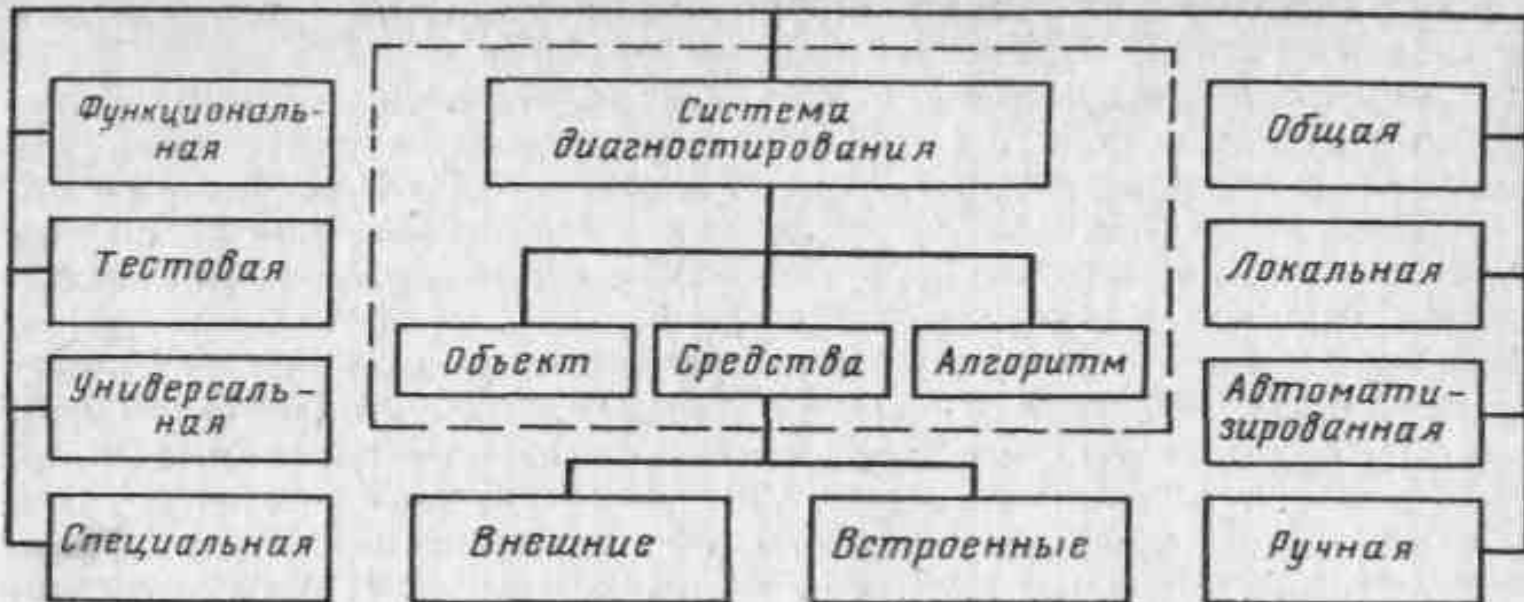 Функциональ-
ная
Тестовая
Универсаль-
ная
Специальная
Система
диагностирования
Объект
Средства
Алгоритм
Внешние
Встроенные
Общая
Локальная
Автомати-
зированная
Ручная